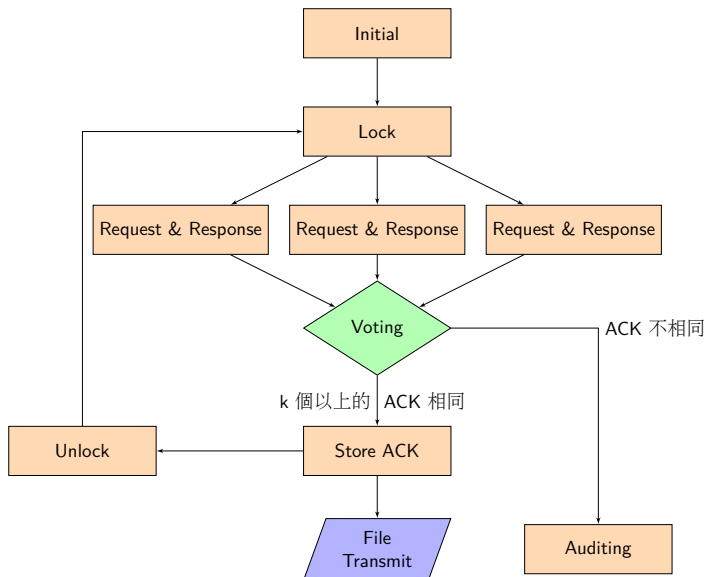 Initial
Lock
Request & Response
Request & Response
Request & Response
Voting
ACK 不相同
k 個以上的 ACK 相同
Unlock
Store ACK
File
Transmit
Auditing